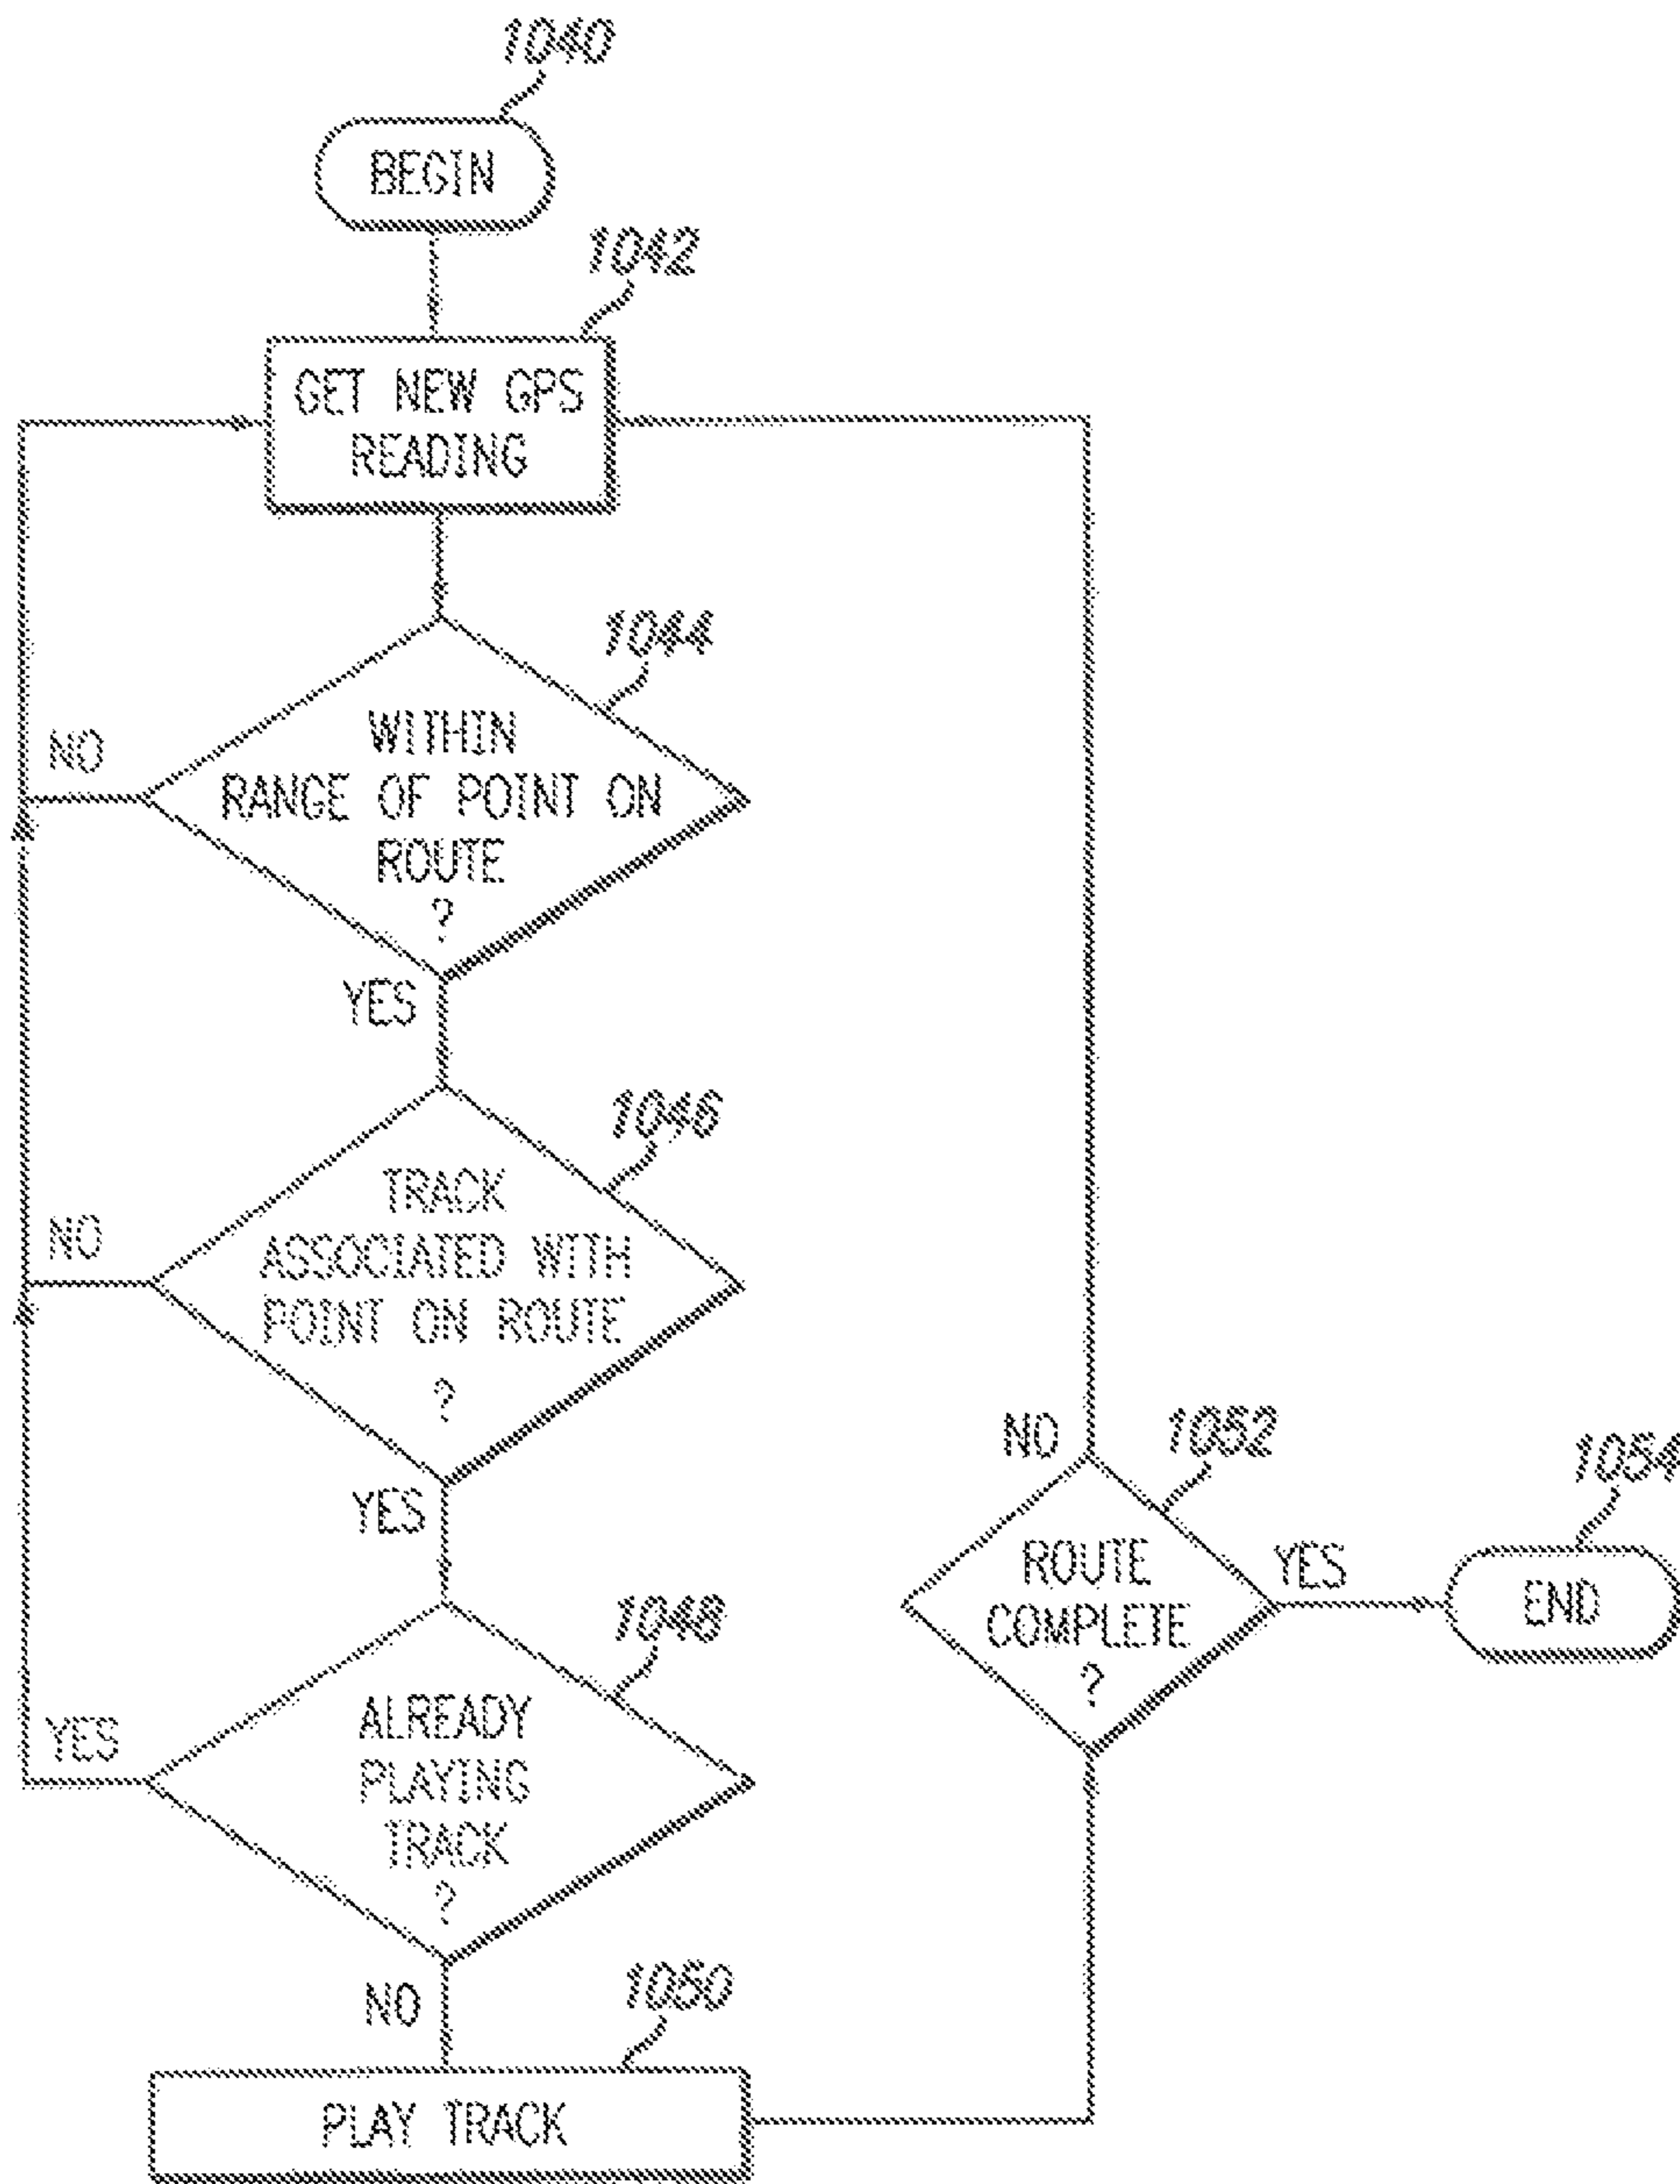 1040
BEGIN
1042
GET NEW GPS
READING
1044
NO
WITHIN
RANGE OF POINT ON
ROUTE
?
YES
1046
NO
TRACK
ASSOCIATED WITH
POINT ON ROUTE
?
YES
1048
YES
ALREADY
PLAYING
TRACK
?
NO
1050
PLAY TRACK
NO
1052
ROUTE
COMPLETE
?
YES
1054
END